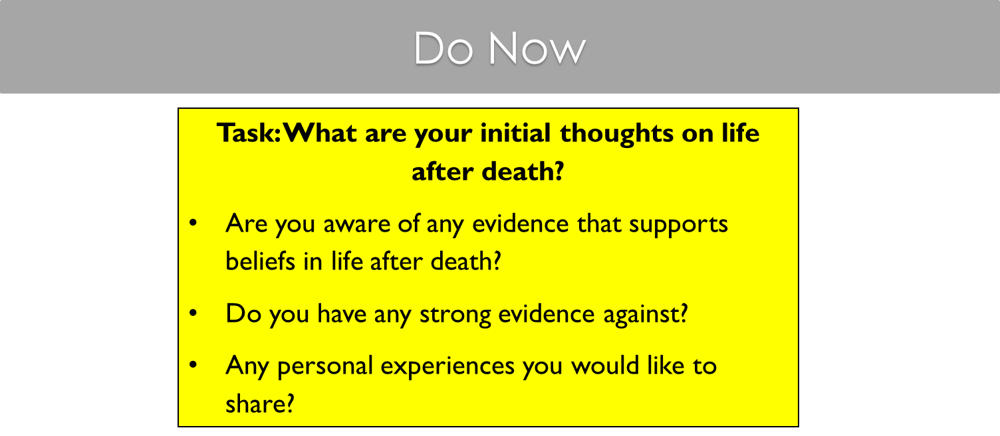 Do Now
Task: What are your initial thoughts on life
after death?
• Are you aware of any evidence that supports
beliefs in life after death?
• Do you have any strong evidence against?
• Any personal experiences you would like to
share?